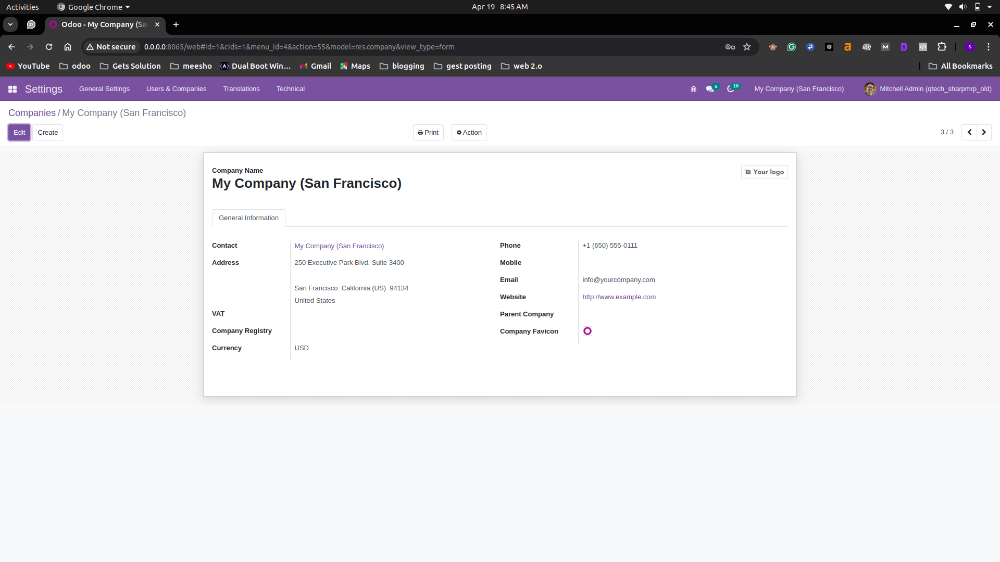 Activities
Google Chrome
Apr 19 8:45 AM
32
Odoo - My Company (Sa
Not secure
0.0.0.0:8065/web#id=1&cids=1&menu_id=4&action=55&model=res.company&view_type=form
S
YouTube
odoo
Gets Solution
meesho
Dual Boot Win...
Gmail
Maps
blogging
gest posting
web 2.o
All Bookmarks
Settings
General Settings
Users & Companies
Translations
Technical
5
10
My Company (San Francisco)
Mitchell Admin (qtech_sharpmrp_old)
Companies / My Company (San Francisco)
Edit
Create
Print
Action
3 / 3
Company Name
Your logo
My Company (San Francisco)
General Information
Contact
My Company (San Francisco)
Address
250 Executive Park Blvd, Suite 3400
San Francisco California (US) 94134
United States
VAT
Company Registry
Currency
USD
Phone
+1 (650) 555-0111
Mobile
Email
info@yourcompany.com
Website
http://www.example.com
Parent Company
Company Favicon